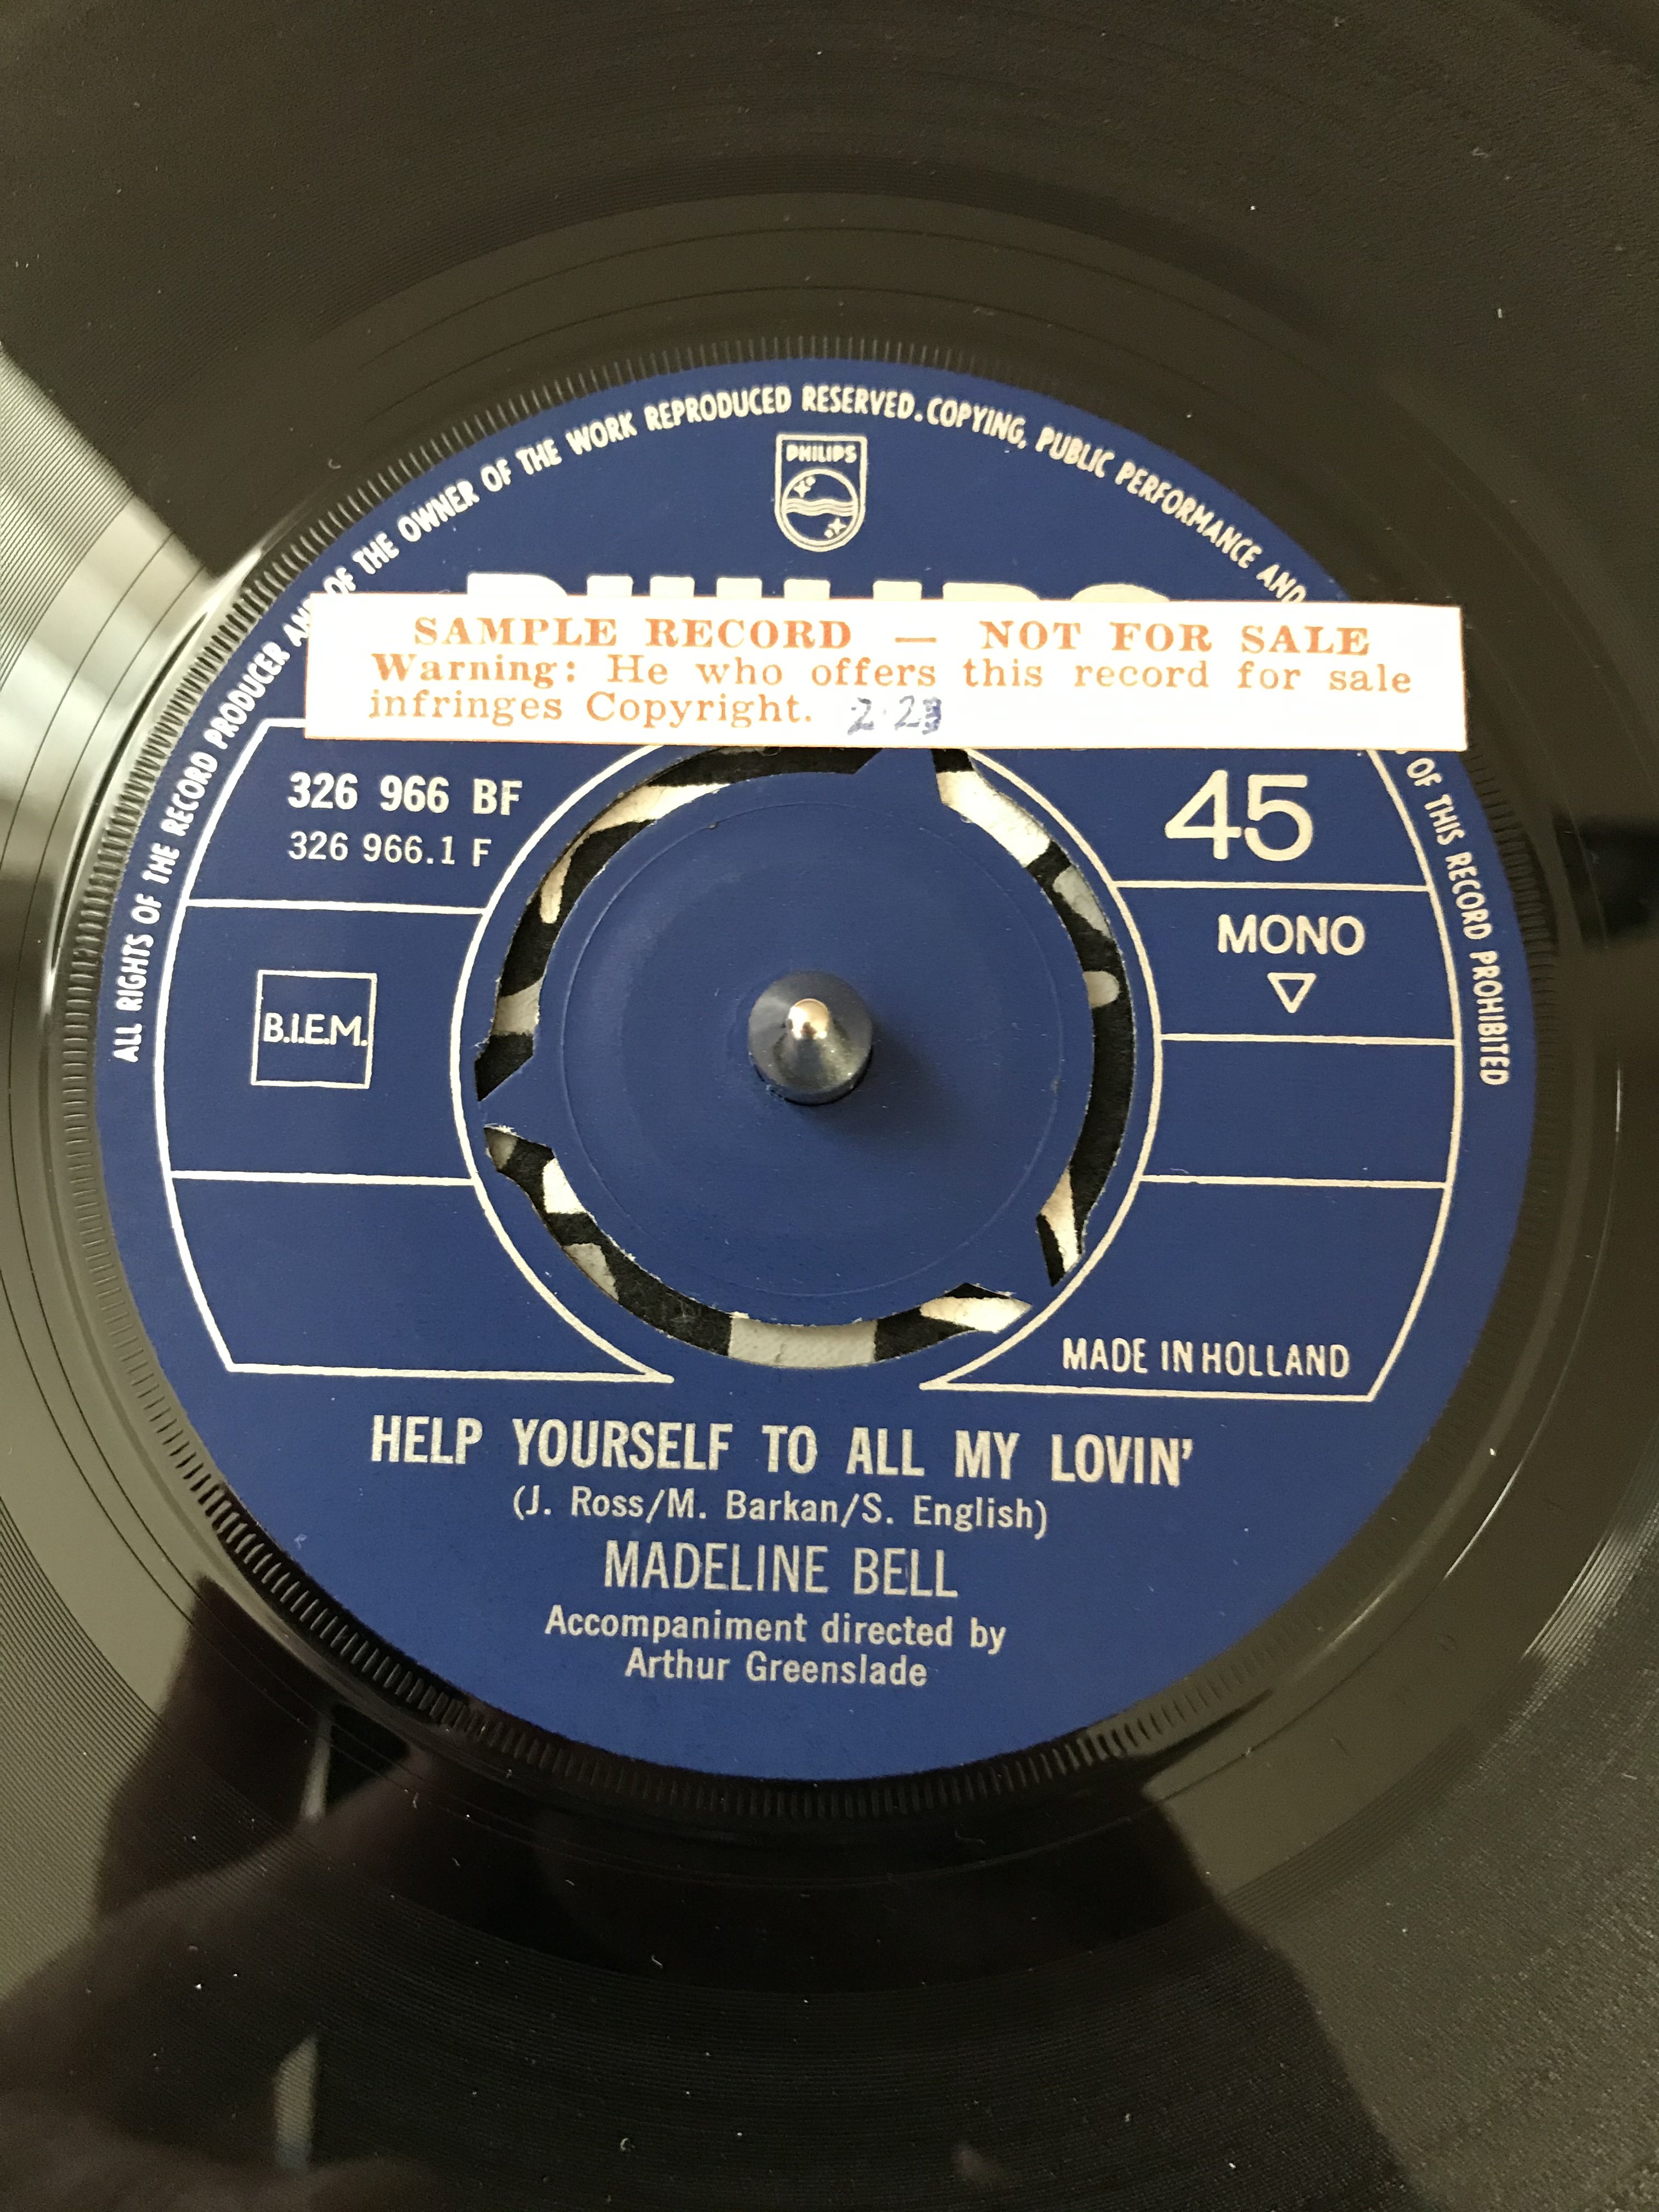 ALL RIGHTS OF THE RECORD PRODUCER AND OF THE OWNER OF THE WORK REPRODUCED RESERVED. COPYING, PUBLIC PERFORMANCE AND
OF THIS RECORD PROHIBITED
PHILIPS
PHILIPS
SAMPLE RECORD — NOT FOR SALE
Warning: He who offers this record for sale
infringes Copyright. 2.23
326 966 BF
326 966.1 F
45
MONO
B.I.E.M.
MADE IN HOLLAND
HELP YOURSELF TO ALL MY LOVIN'
(J. Ross/M. Barkan/S. English)
MADELINE BELL
Accompaniment directed by
Arthur Greenslade